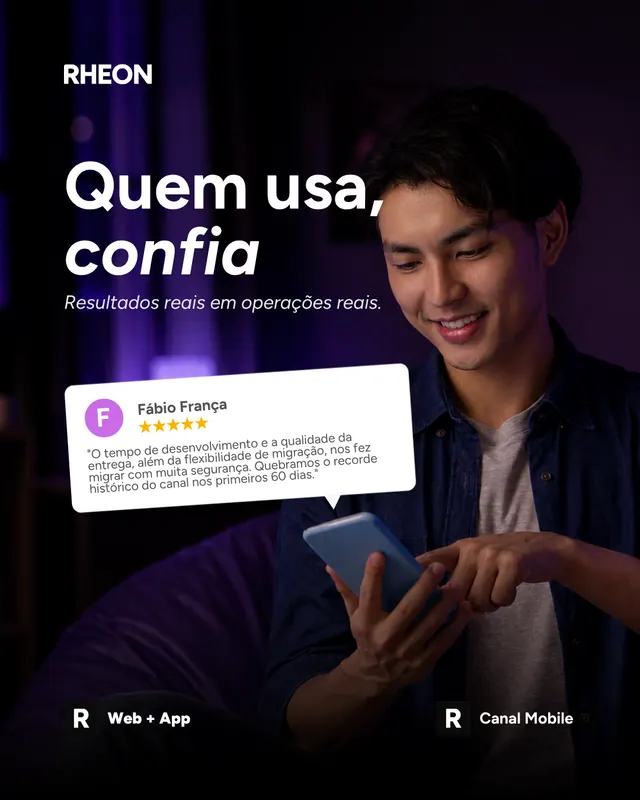 RHEON
Quem usa,
confia
Resultados reais em operações reais.
F
Fábio França
"O tempo de desenvolvimento e a qualidade da
entrega, além da flexibilidade de migração, nos fez
migrar com muita segurança. Quebramos o recorde
histórico do canal nos primeiros 60 dias."
R Web + App
R Canal Mobile